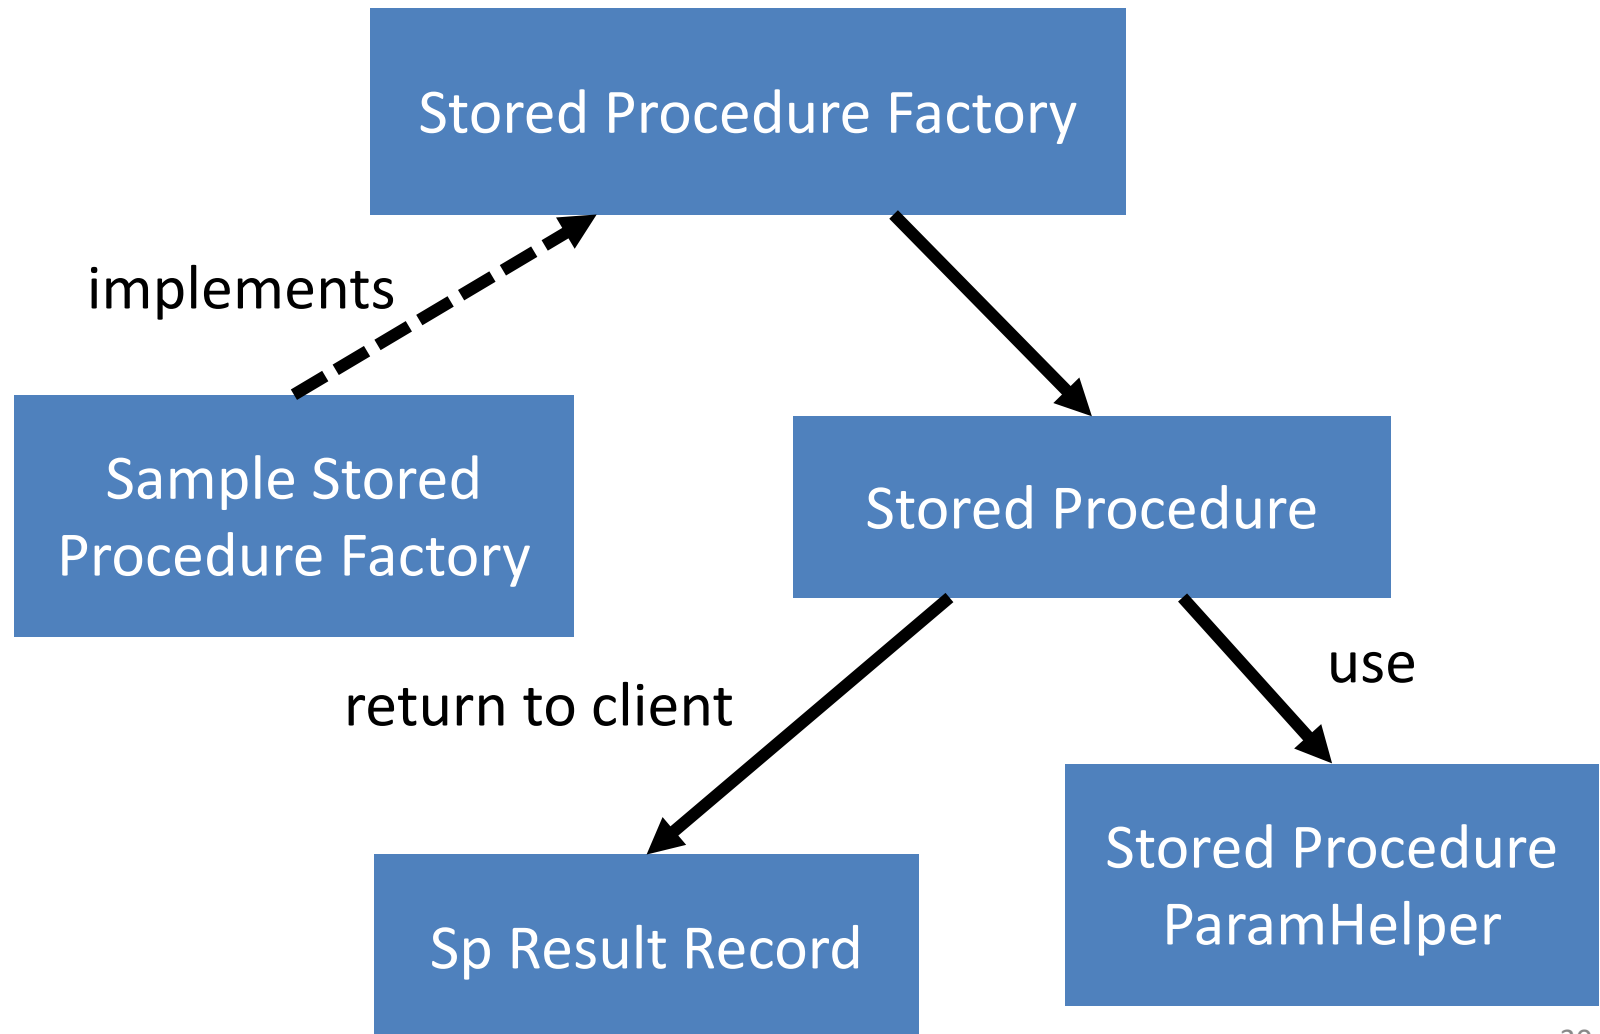 Stored Procedure Factory
implements
Sample Stored
Procedure Factory
Stored Procedure
use
return to client
Stored Procedure
ParamHelper
Sp Result Record